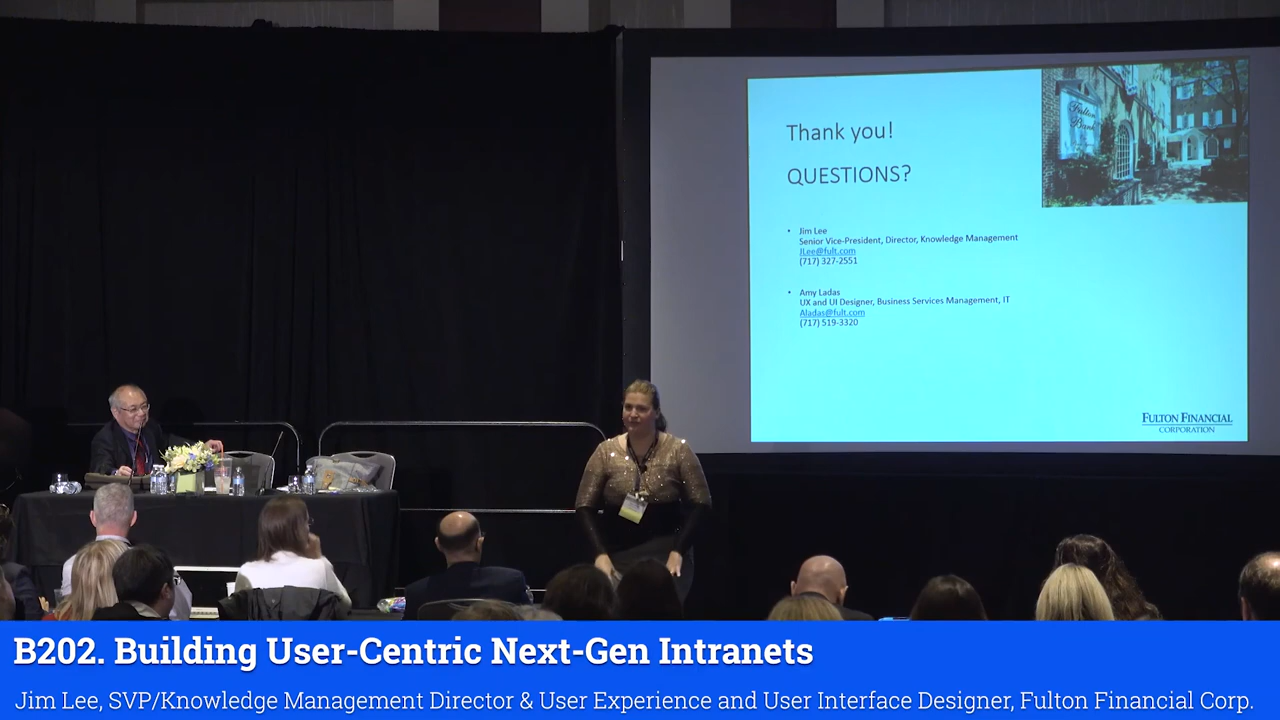 Fulton
Bank
Thank you!
QUESTIONS?
• Jim Lee
Senior Vice-President, Director, Knowledge Management
JLee@fult.com
(717) 327-2551
• Amy Ladas
UX and UI Designer, Business Services Management, IT
Aladas@fult.com
(717) 519-3320
FULTON FINANCIAL
CORPORATION
B202. Building User-Centric Next-Gen Intranets
Jim Lee, SVP/Knowledge Management Director & User Experience and User Interface Designer, Fulton Financial Corp.